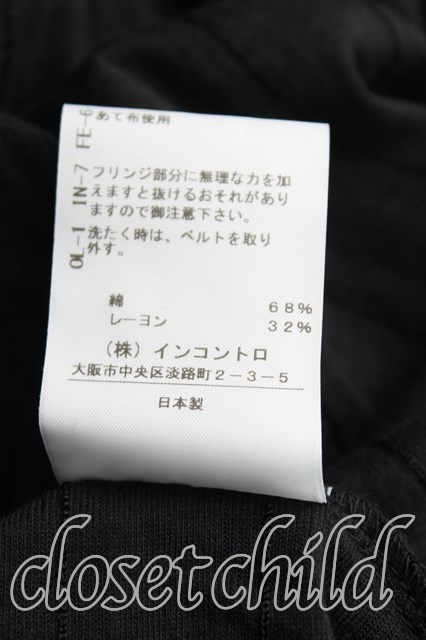 FE-6 あて布使用
IN-7 フリンジ部分に無理な力を加
えますと抜けるおそれがあり
ますので御注意下さい。
OL-1 洗たく時は、ベルトを取り
外す。
綿 68%
レーヨン 32%
(株)インコントロ
大阪市中央区淡路町2-3-5
日本製
closet child